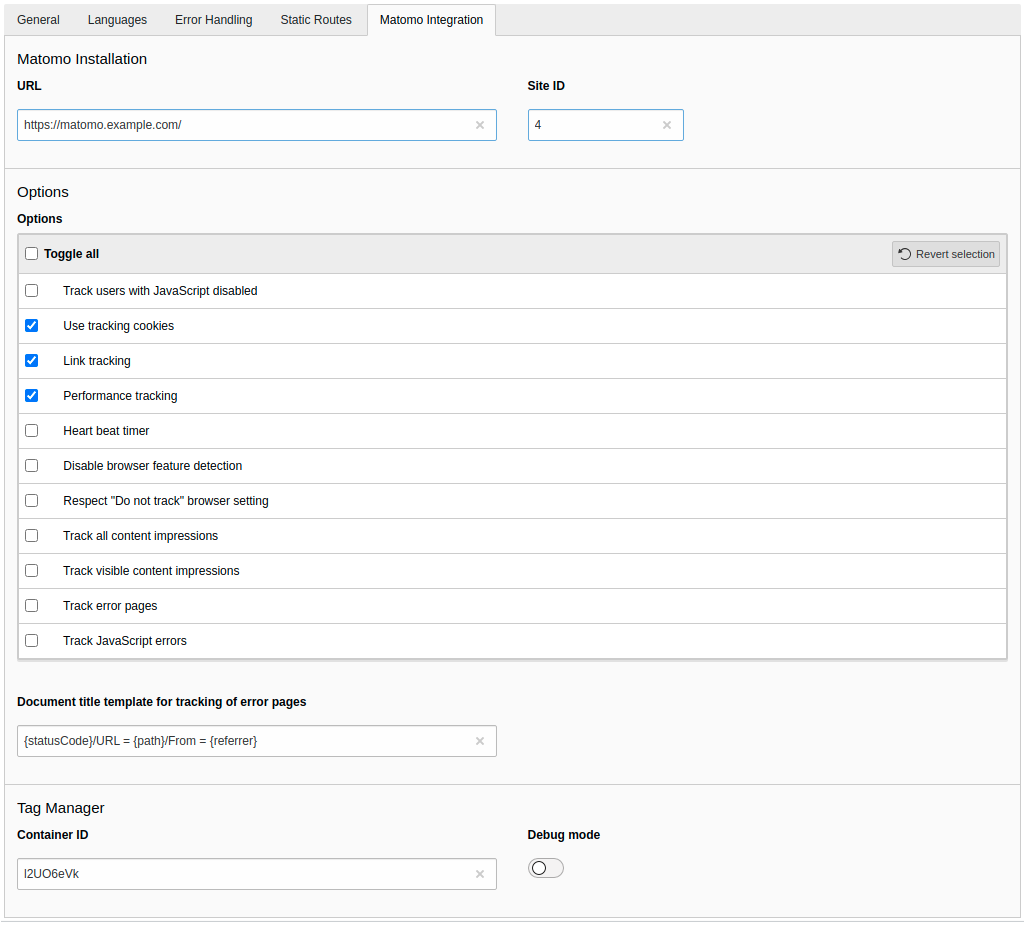 General Languages Error Handling Static Routes Matomo Integration
Matomo Installation
URL Site ID
https://matomo.example.com/ 4
Options
Options
Toggle all Revert selection
Track users with JavaScript disabled
Use tracking cookies
Link tracking
Performance tracking
Heart beat timer
Disable browser feature detection
Respect "Do not track" browser setting
Track all content impressions
Track visible content impressions
Track error pages
Track JavaScript errors
Document title template for tracking of error pages
{statusCode}/URL = {path}/From = {referrer}
Tag Manager
Container ID Debug mode
l2UO6eVk